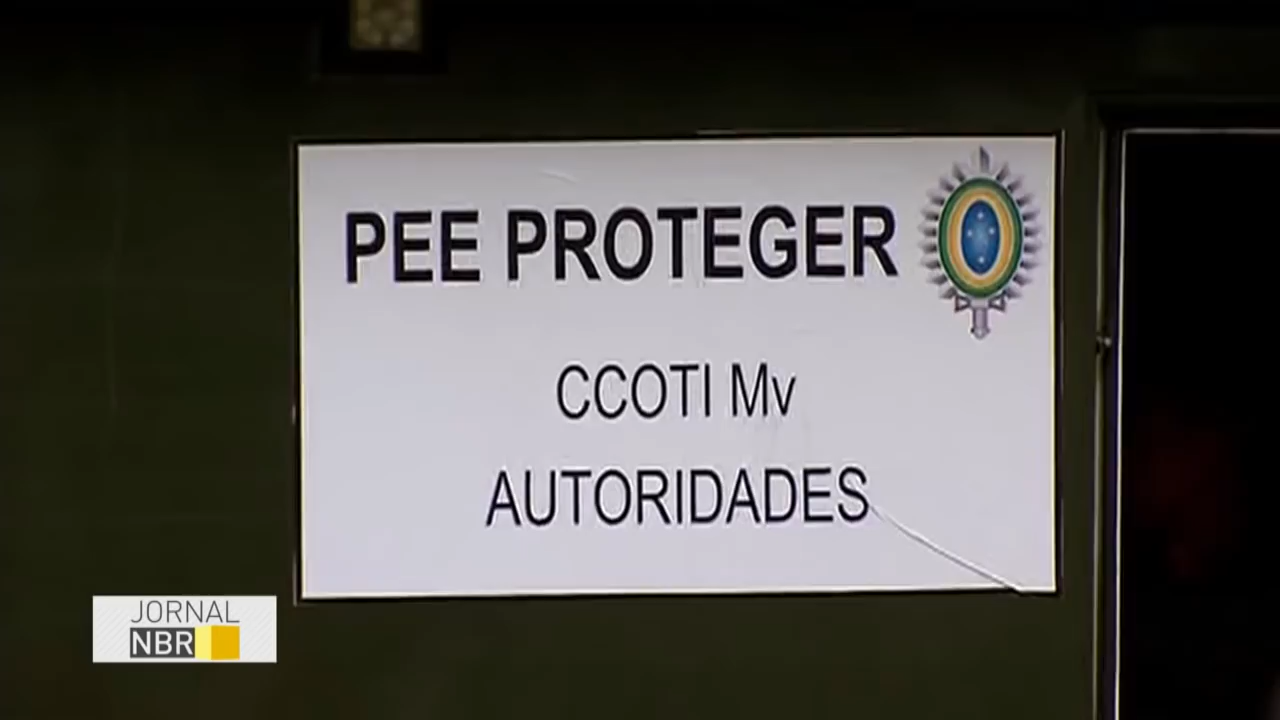 PEE PROTEGER
CCOTI Mv
AUTORIDADES
JORNAL
NBR